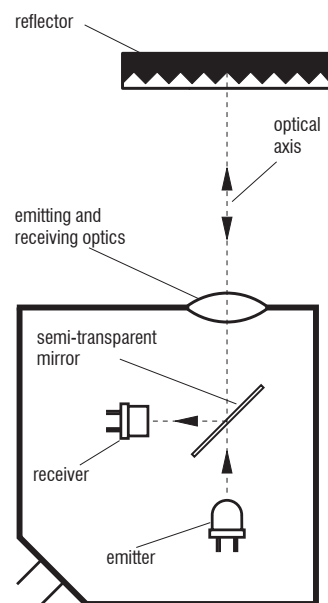 reflector
optical
axis
emitting and
receiving optics
semi-transparent
mirror
receiver
emitter